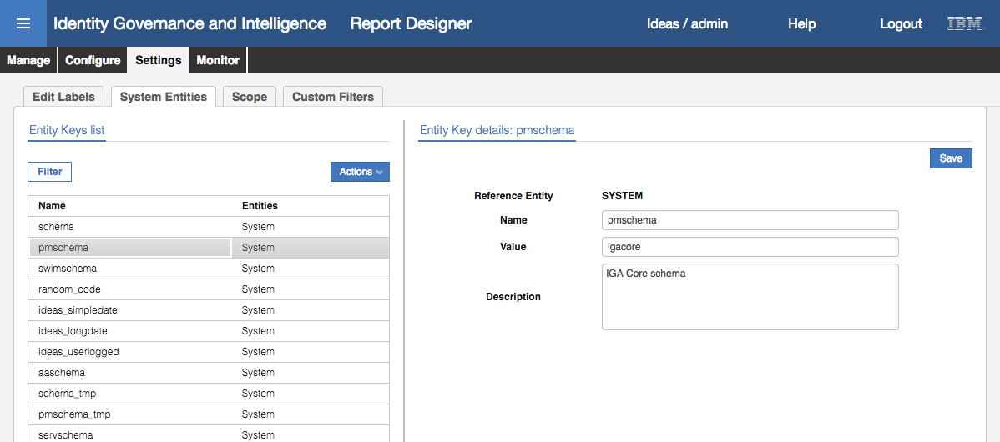 Identity Governance and Intelligence Report Designer Ideas / admin Help Logout IBM
Manage Configure Settings Monitor
Edit Labels System Entities Scope Custom Filters
Entity Keys list
Filter Actions
Name Entities
schema System
pmschema System
swimschema System
random_code System
ideas_simpledate System
ideas_longdate System
ideas_userlogged System
aaschema System
schema_tmp System
pmschema_tmp System
servschema System
Entity Key details: pmschema
Save
Reference Entity SYSTEM
Name pmschema
Value igacore
Description IGA Core schema